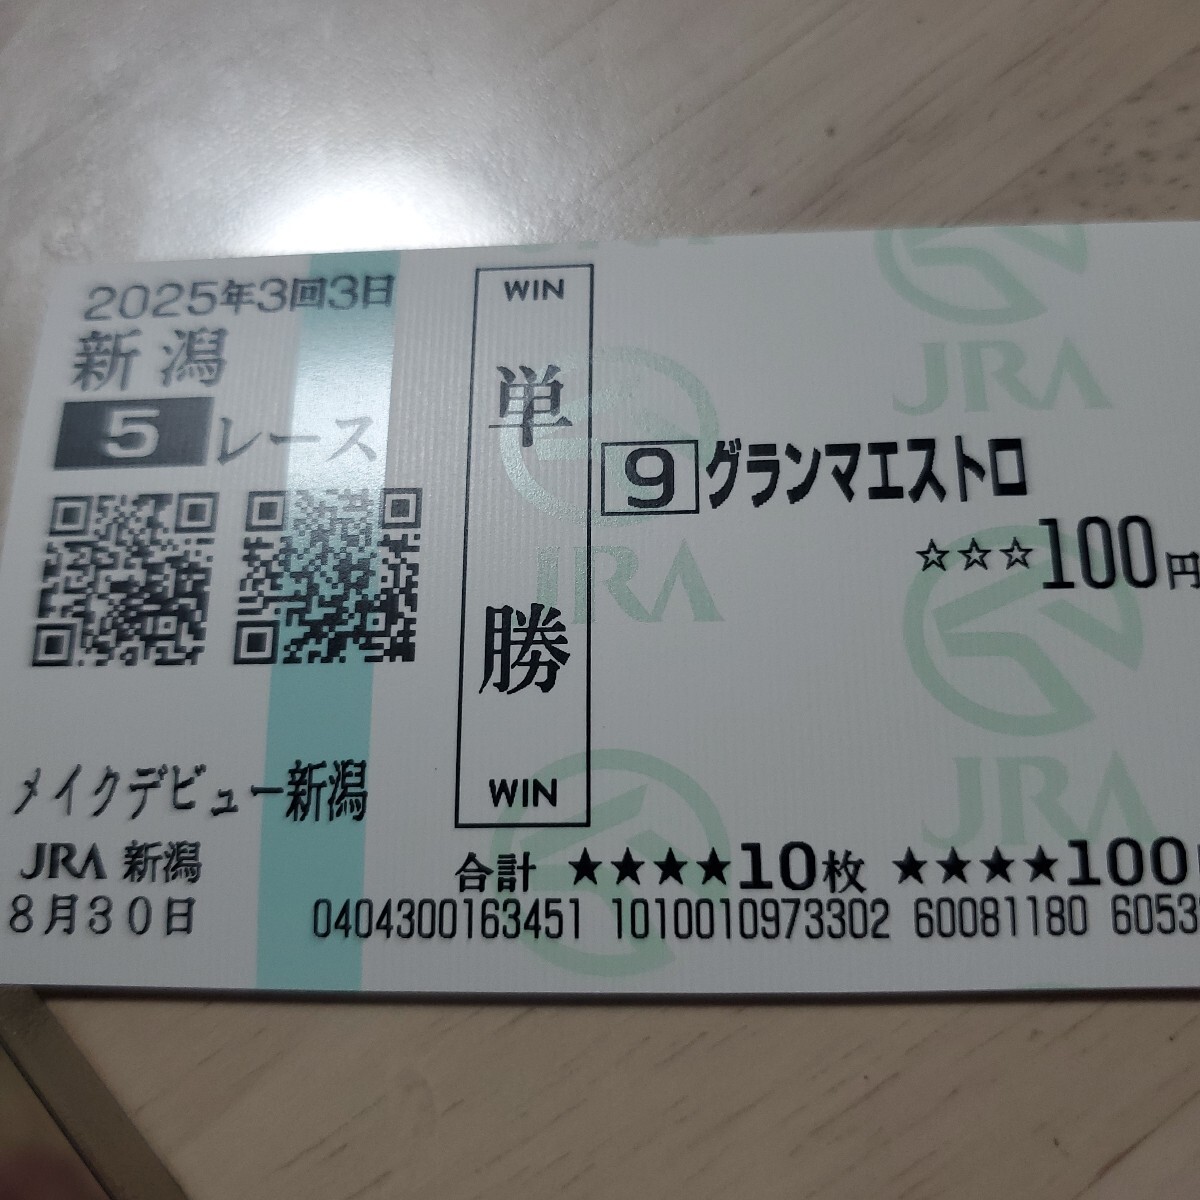 2025年3回3日
新潟
5 レース
WIN
単勝
WIN
9 グランマエストロ
☆☆☆100円
メイクデビュー新潟
JRA 新潟
8月30日
合計 ★★★★10枚 ★★★★100
0404300163451 1010010973302 60081180 6053
JRA
JRA
JRA